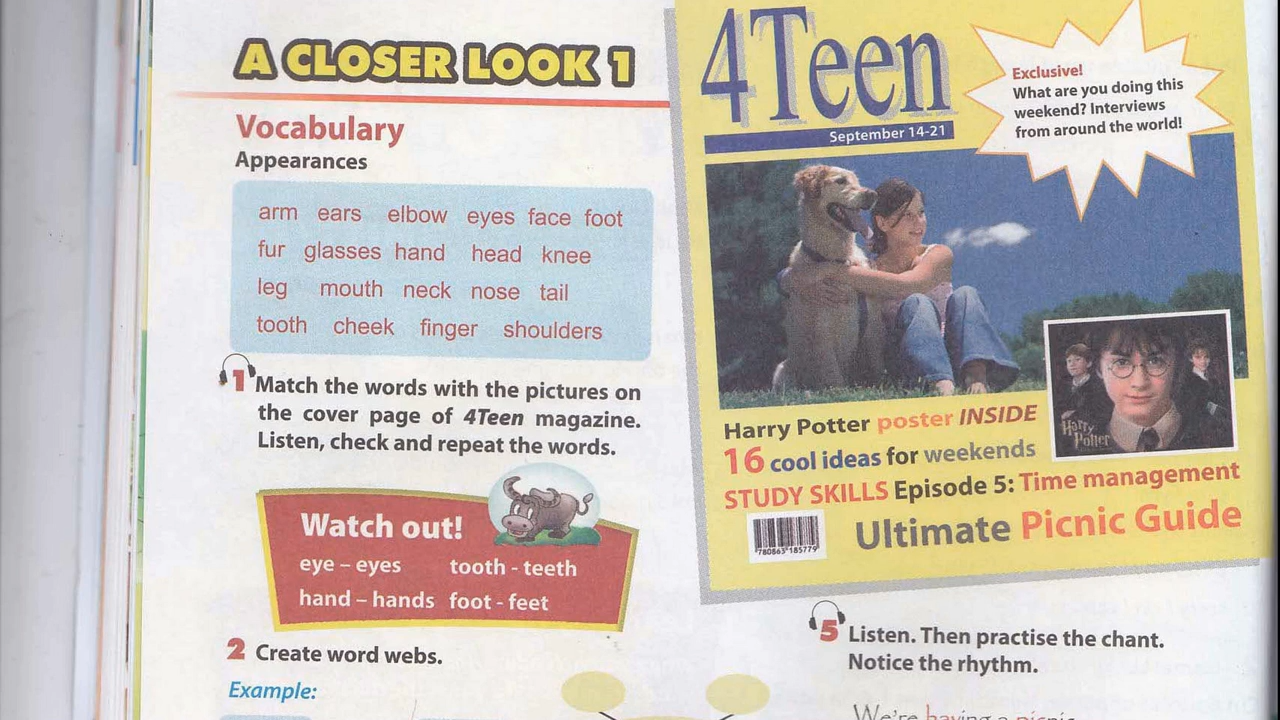 A CLOSER LOOK 1
Vocabulary
Appearances
arm ears elbow eyes face foot
fur glasses hand head knee
leg mouth neck nose tail
tooth cheek finger shoulders
1 Match the words with the pictures on
the cover page of 4Teen magazine.
Listen, check and repeat the words.
Watch out!
eye – eyes tooth - teeth
hand – hands foot - feet
2 Create word webs.
Example:
4Teen
September 14-21
Exclusive!
What are you doing this
weekend? Interviews
from around the world!
Harry
Potter
Harry Potter poster INSIDE
16 cool ideas for weekends
STUDY SKILLS Episode 5: Time management
Ultimate Picnic Guide
9780863185779
5 Listen. Then practise the chant.
Notice the rhythm.
We're having a picnic